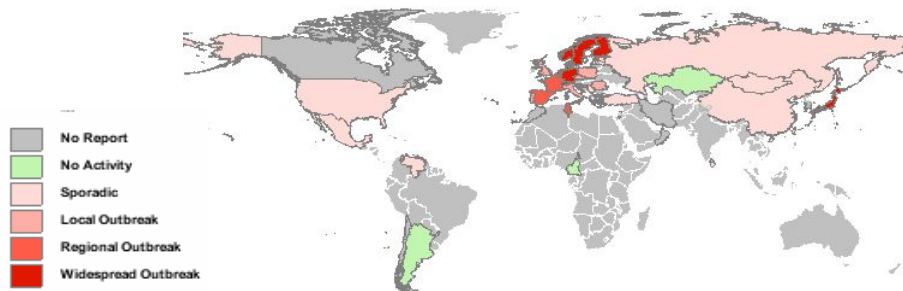 No Report
No Activity
Sporadic
Local Outbreak
Regional Outbreak
Widespread Outbreak